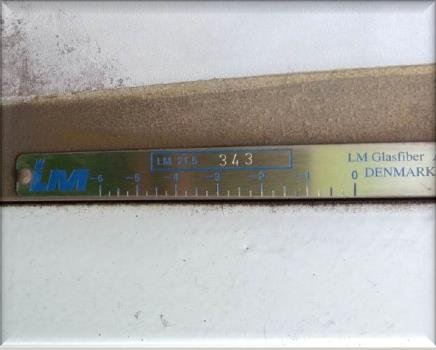 LM 21.5 343
LM Glasfiber
DENMARK
LM
-6 -5 -4 -3 -2 -1 0